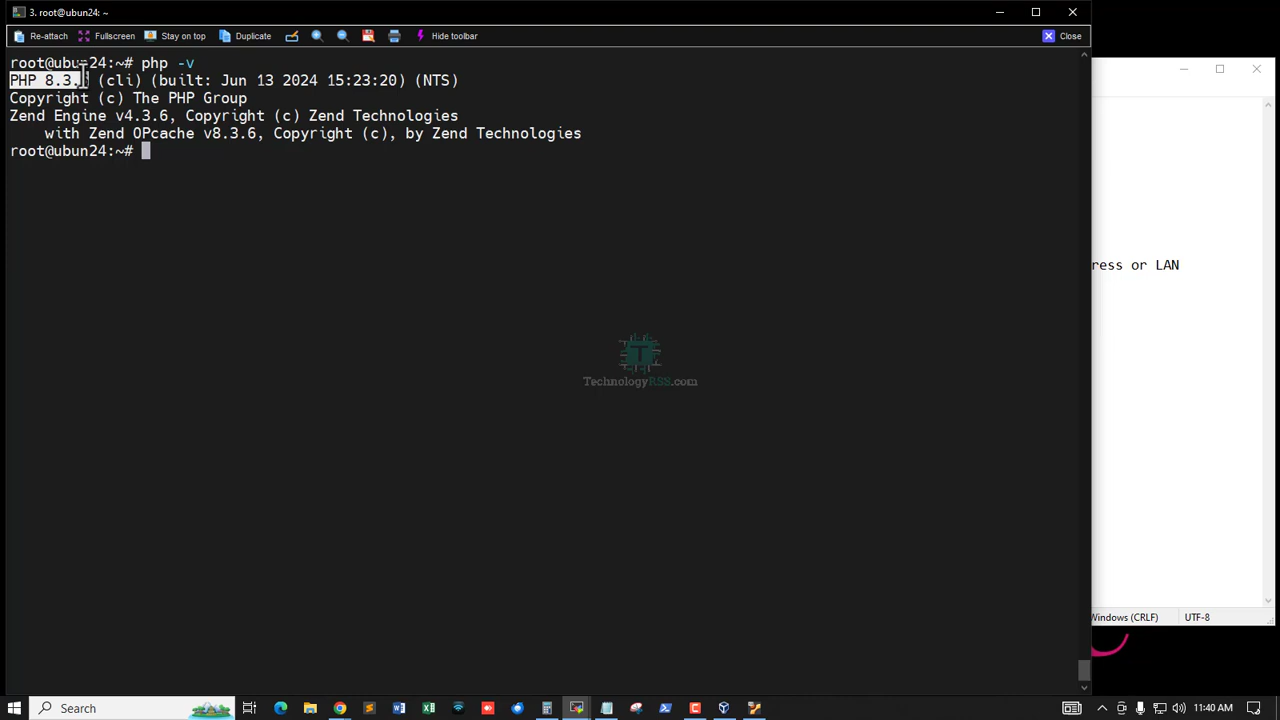 3. root@ubun24: ~
Re-attach Fullscreen Stay on top Duplicate Hide toolbar Close
root@ubun24:~# php -v
PHP 8.3. (cli) (built: Jun 13 2024 15:23:20) (NTS)
Copyright (c) The PHP Group
Zend Engine v4.3.6, Copyright (c) Zend Technologies
with Zend OPcache v8.3.6, Copyright (c), by Zend Technologies
root@ubun24:~#
ress or LAN
TechnologyRSS.com
Windows (CRLF) UTF-8
Search
11:40 AM